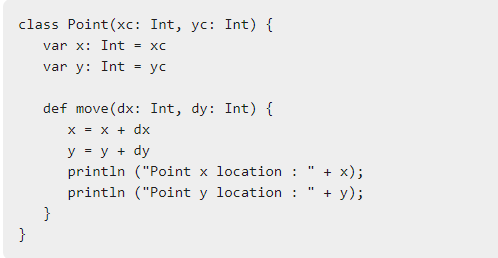 class Point(xc: Int, yc: Int) {
   var x: Int = xc
   var y: Int = yc

   def move(dx: Int, dy: Int) {
      x = x + dx
      y = y + dy
      println ("Point x location : " + x);
      println ("Point y location : " + y);
   }
}